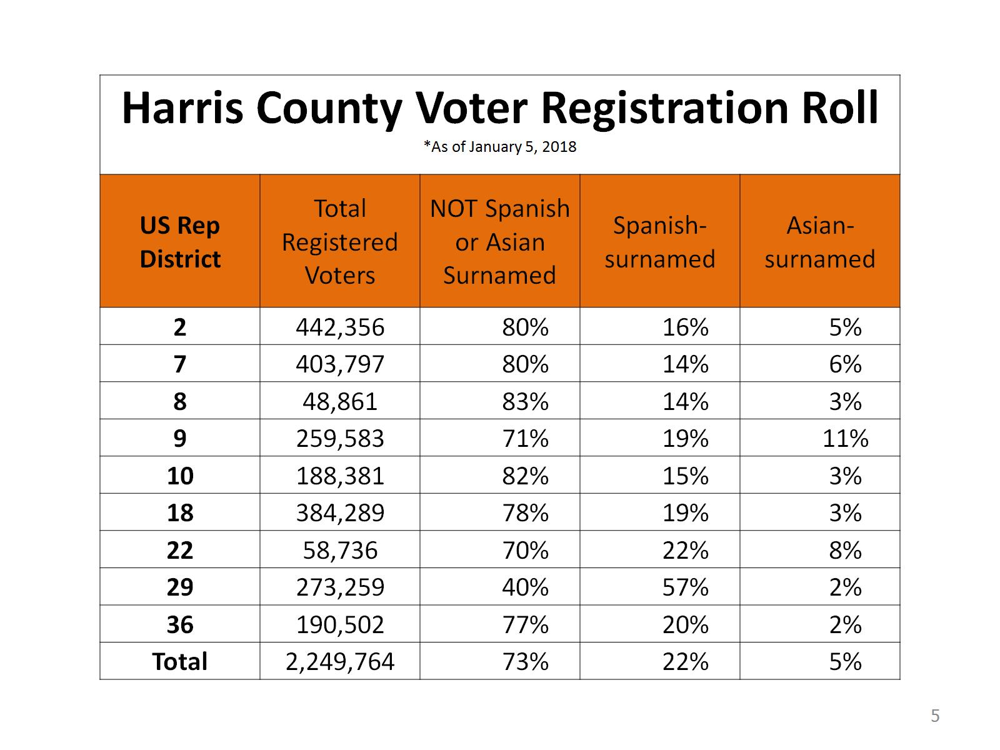 Harris County Voter Registration Roll
*As of January 5, 2018
US Rep District Total Registered Voters NOT Spanish or Asian Surnamed Spanish-surnamed Asian-surnamed
2 442,356 80% 16% 5%
7 403,797 80% 14% 6%
8 48,861 83% 14% 3%
9 259,583 71% 19% 11%
10 188,381 82% 15% 3%
18 384,289 78% 19% 3%
22 58,736 70% 22% 8%
29 273,259 40% 57% 2%
36 190,502 77% 20% 2%
Total 2,249,764 73% 22% 5%
5